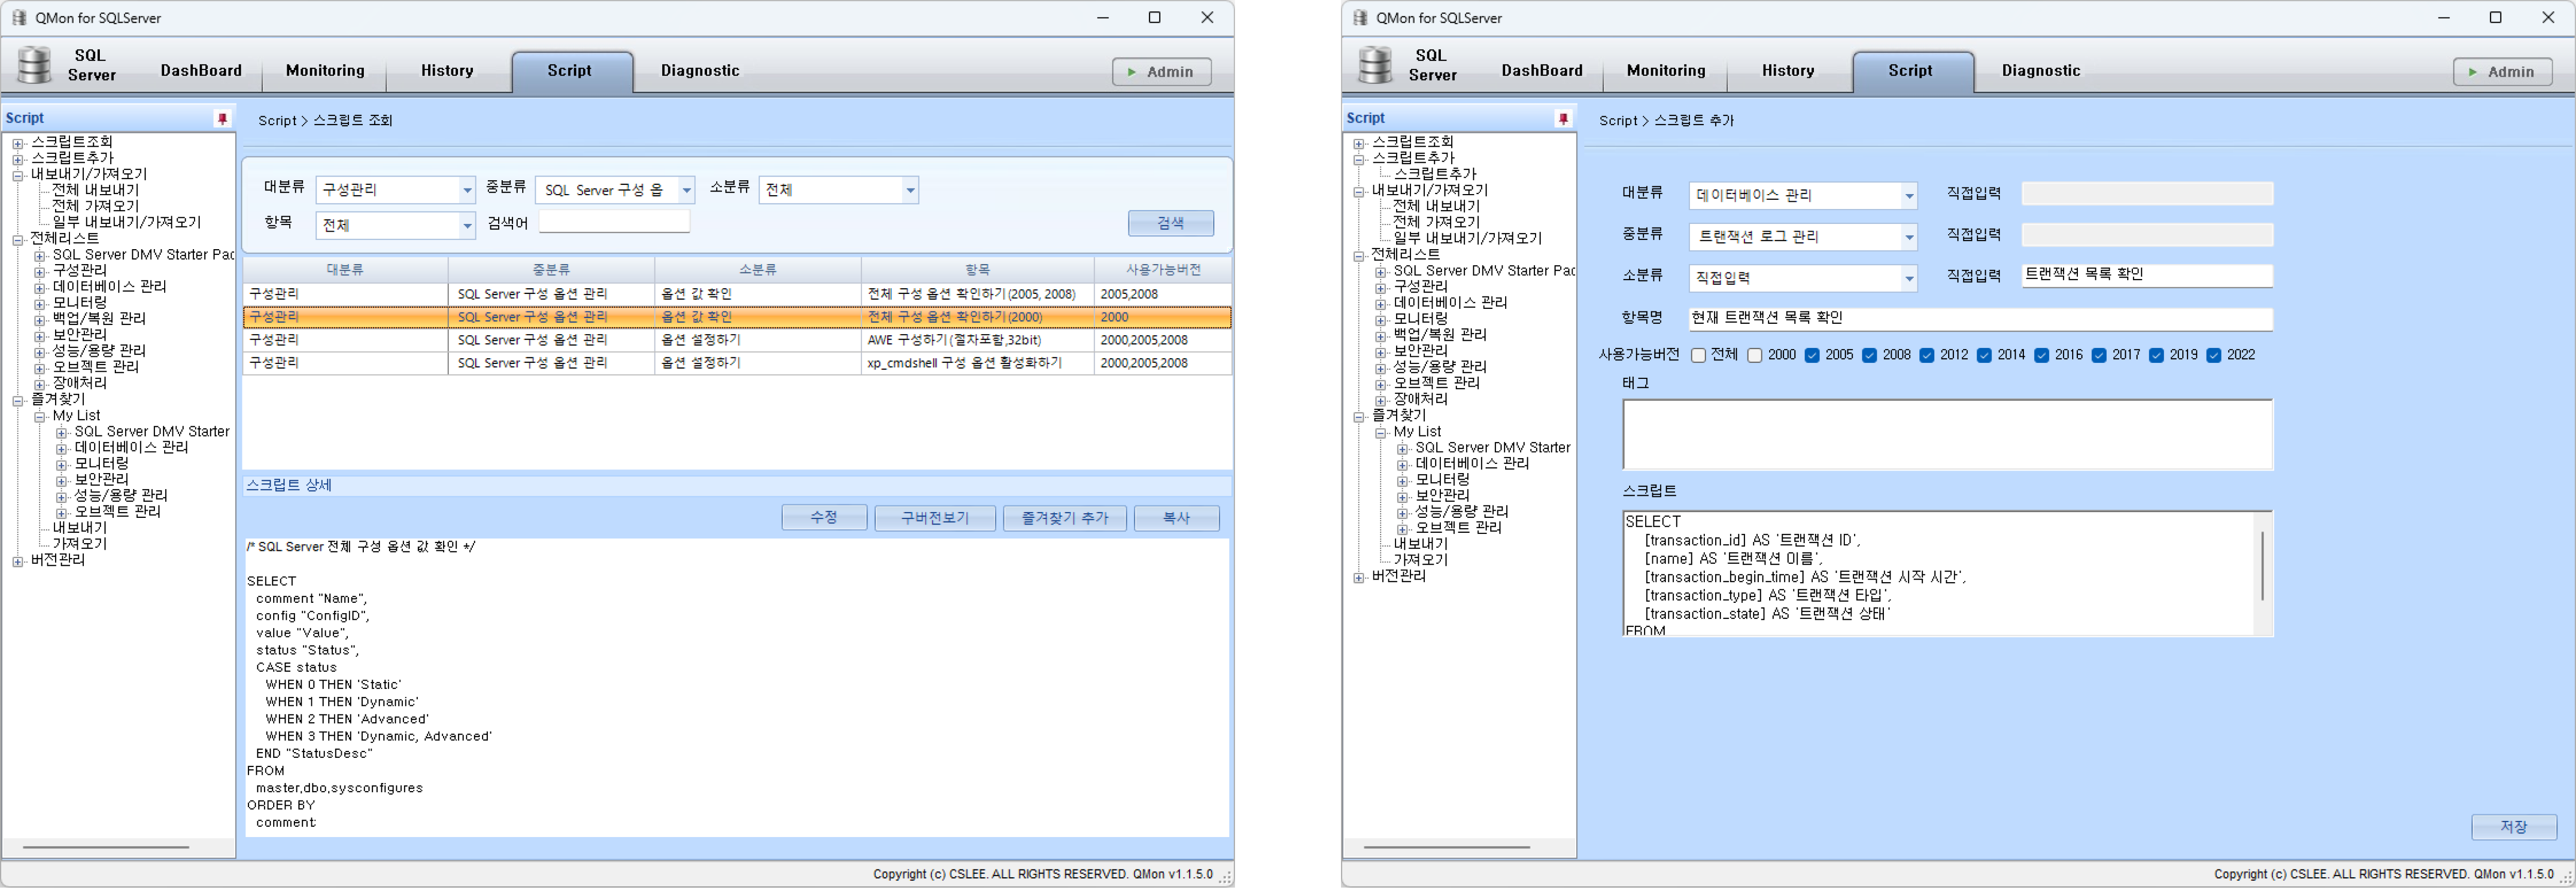 QMon for SQLServer
SQL Server
DashBoard
Monitoring
History
Script
Diagnostic
Admin
Script
스크립트조회
스크립트추가
내보내기/가져오기
전체 내보내기
전체 가져오기
일부 내보내기/가져오기
전체리스트
SQL Server DMV Starter Pac
구성관리
데이터베이스 관리
모니터링
백업/복원 관리
보안관리
성능/용량 관리
오브젝트 관리
장애처리
즐겨찾기
My List
SQL Server DMV Starter
데이터베이스 관리
모니터링
보안관리
성능/용량 관리
오브젝트 관리
내보내기
가져오기
버전관리
Script > 스크립트 조회
대분류 구성관리 중분류 SQL Server 구성 옵 소분류 전체
항목 전체 검색어 검색
대분류 중분류 소분류 항목 사용가능버전
구성관리 SQL Server 구성 옵션 관리 옵션 값 확인 전체 구성 옵션 확인하기(2005, 2008) 2005,2008
구성관리 SQL Server 구성 옵션 관리 옵션 값 확인 전체 구성 옵션 확인하기(2000) 2000
구성관리 SQL Server 구성 옵션 관리 옵션 설정하기 AWE 구성하기(절차포함,32bit) 2000,2005,2008
구성관리 SQL Server 구성 옵션 관리 옵션 설정하기 xp_cmdshell 구성 옵션 활성화하기 2000,2005,2008
스크립트 상세
수정 구버전보기 즐겨찾기 추가 복사
/* SQL Server 전체 구성 옵션 값 확인 */
SELECT
comment "Name",
config "ConfigID",
value "Value",
status "Status",
CASE status
WHEN 0 THEN 'Static'
WHEN 1 THEN 'Dynamic'
WHEN 2 THEN 'Advanced'
WHEN 3 THEN 'Dynamic, Advanced'
END "StatusDesc"
FROM
master.dbo.sysconfigures
ORDER BY
comment;
Copyright (c) CSLEE. ALL RIGHTS RESERVED. QMon v1.1.5.0
QMon for SQLServer
SQL Server
DashBoard
Monitoring
History
Script
Diagnostic
Admin
Script
스크립트조회
스크립트추가
스크립트추가
내보내기/가져오기
전체 내보내기
전체 가져오기
일부 내보내기/가져오기
전체리스트
SQL Server DMV Starter Pac
구성관리
데이터베이스 관리
모니터링
백업/복원 관리
보안관리
성능/용량 관리
오브젝트 관리
장애처리
즐겨찾기
My List
SQL Server DMV Starter
데이터베이스 관리
모니터링
보안관리
성능/용량 관리
오브젝트 관리
내보내기
가져오기
버전관리
Script > 스크립트 추가
대분류 데이터베이스 관리 직접입력
중분류 트랜잭션 로그 관리 직접입력
소분류 직접입력 직접입력 트랜잭션 목록 확인
항목명 현재 트랜잭션 목록 확인
사용가능버전 전체 2000 2005 2008 2012 2014 2016 2017 2019 2022
태그
스크립트
SELECT
[transaction_id] AS '트랜잭션 ID',
[name] AS '트랜잭션 이름',
[transaction_begin_time] AS '트랜잭션 시작 시간',
[transaction_type] AS '트랜잭션 타입',
[transaction_state] AS '트랜잭션 상태'
FROM
저장
Copyright (c) CSLEE. ALL RIGHTS RESERVED. QMon v1.1.5.0